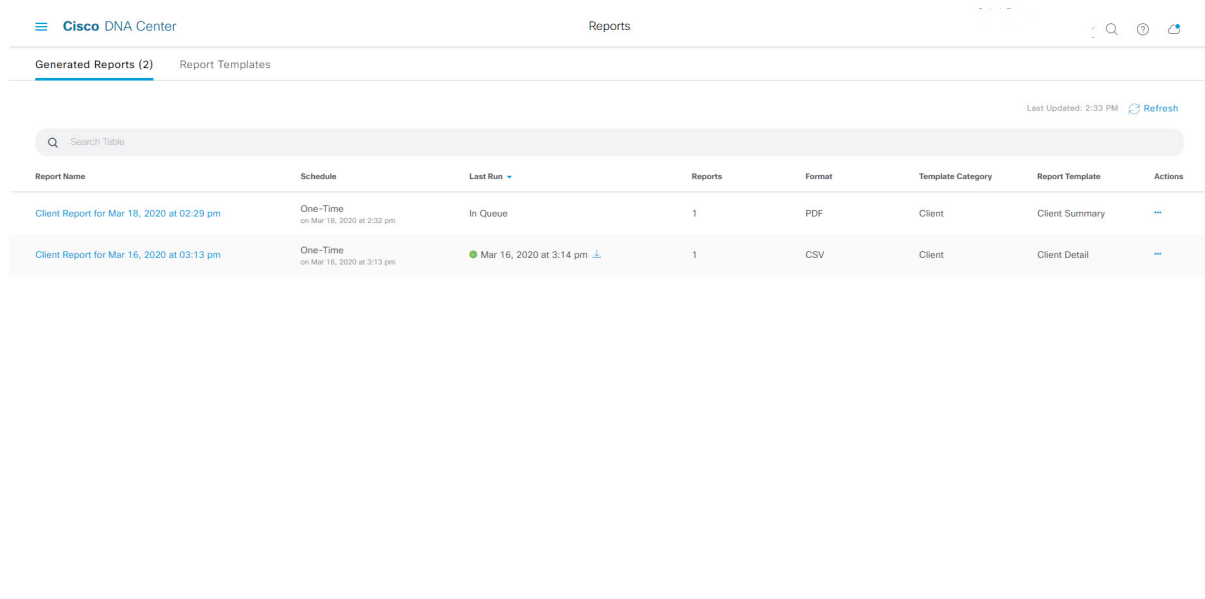 Cisco DNA Center
Reports
Generated Reports (2)
Report Templates
Last Updated: 2:33 PM
Refresh
Search Table
Report Name Schedule Last Run Reports Format Template Category Report Template Actions
Client Report for Mar 18, 2020 at 02:29 pm One-Time In Queue 1 PDF Client Client Summary
on Mar 18, 2020 at 2:32 pm
Client Report for Mar 16, 2020 at 03:13 pm One-Time Mar 16, 2020 at 3:14 pm 1 CSV Client Client Detail
on Mar 16, 2020 at 3:13 pm